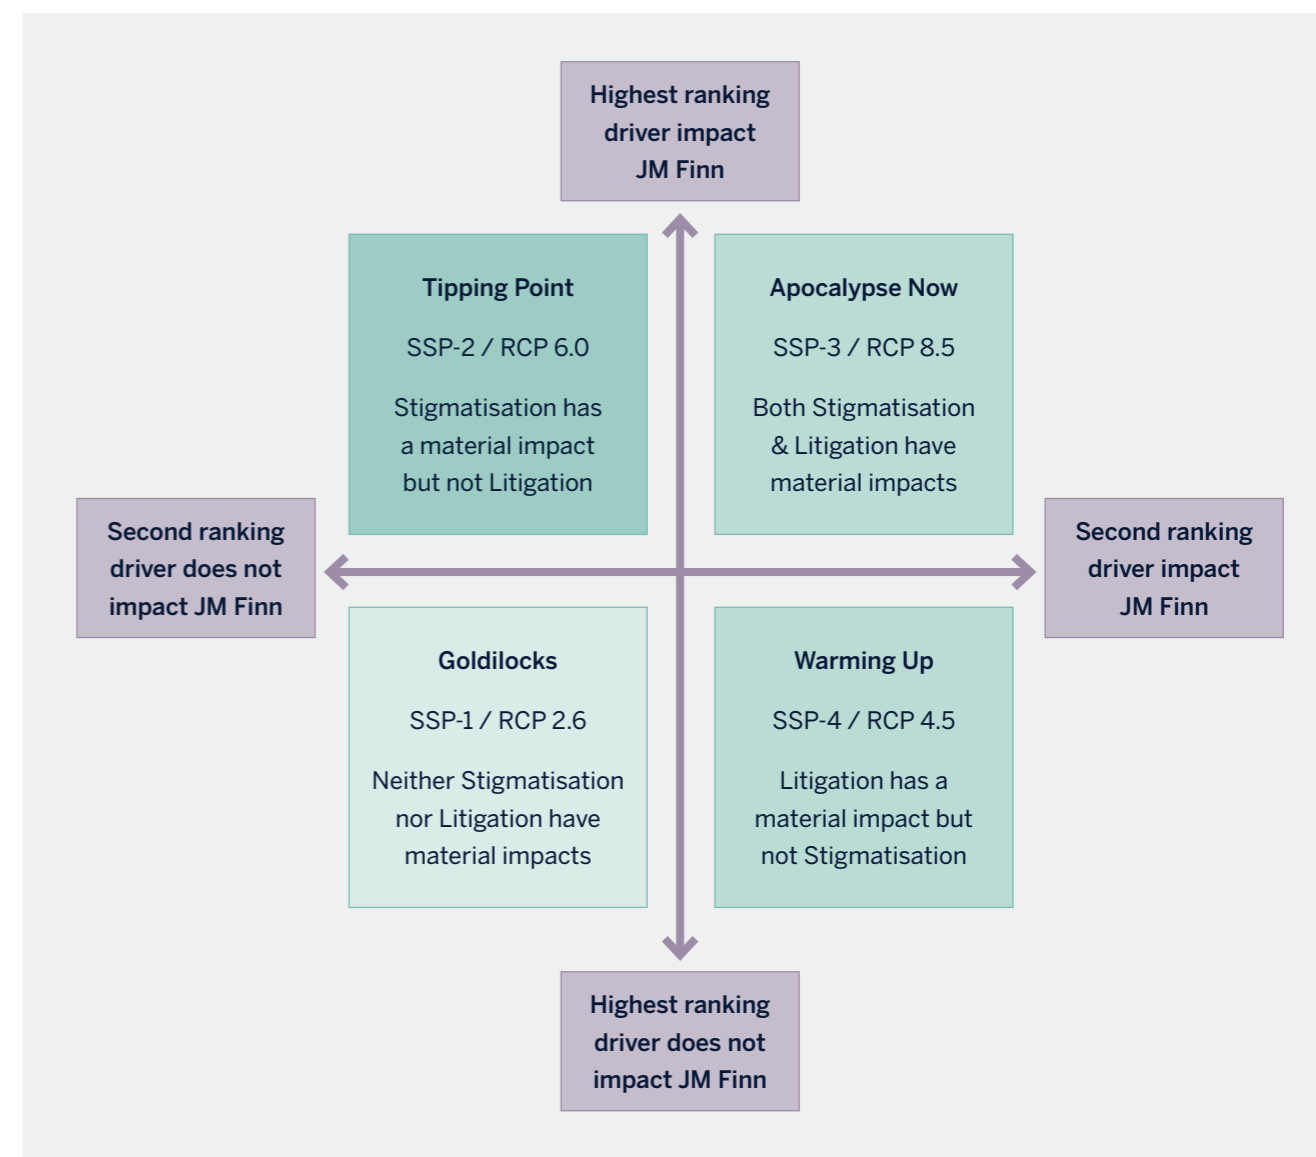 Highest ranking
driver impact
JM Finn
Tipping Point
SSP-2 / RCP 6.0
Stigmatisation has
a material impact
but not Litigation
Apocalypse Now
SSP-3 / RCP 8.5
Both Stigmatisation
& Litigation have
material impacts
Second ranking
driver does not
impact JM Finn
Second ranking
driver impact
JM Finn
Goldilocks
SSP-1 / RCP 2.6
Neither Stigmatisation
nor Litigation have
material impacts
Warming Up
SSP-4 / RCP 4.5
Litigation has a
material impact but
not Stigmatisation
Highest ranking
driver does not
impact JM Finn